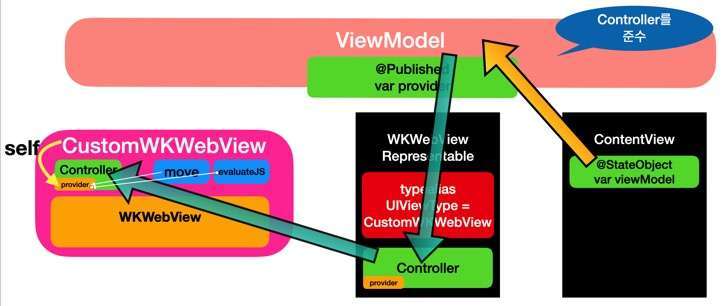 Controller를
준수
ViewModel
@Published
var provider
self
CustomWKWebView
Controller
provider
move
evaluateJS
WKWebView
WKWebView
Representable
typealias
UIViewType =
CustomWKWebView
Controller
provider
ContentView
@StateObject
var viewModel